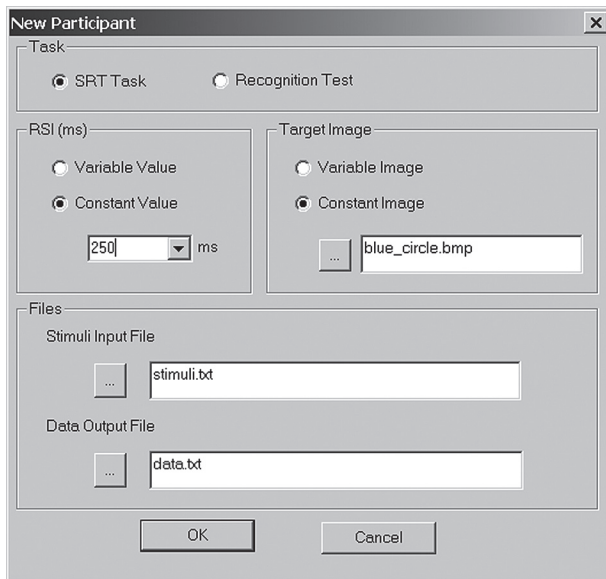 New Participant
Task
SRT Task Recognition Test
RSI (ms)
Variable Value
Constant Value
250 ms
Target Image
Variable Image
Constant Image
... blue_circle.bmp
Files
Stimuli Input File
... stimuli.txt
Data Output File
... data.txt
OK Cancel